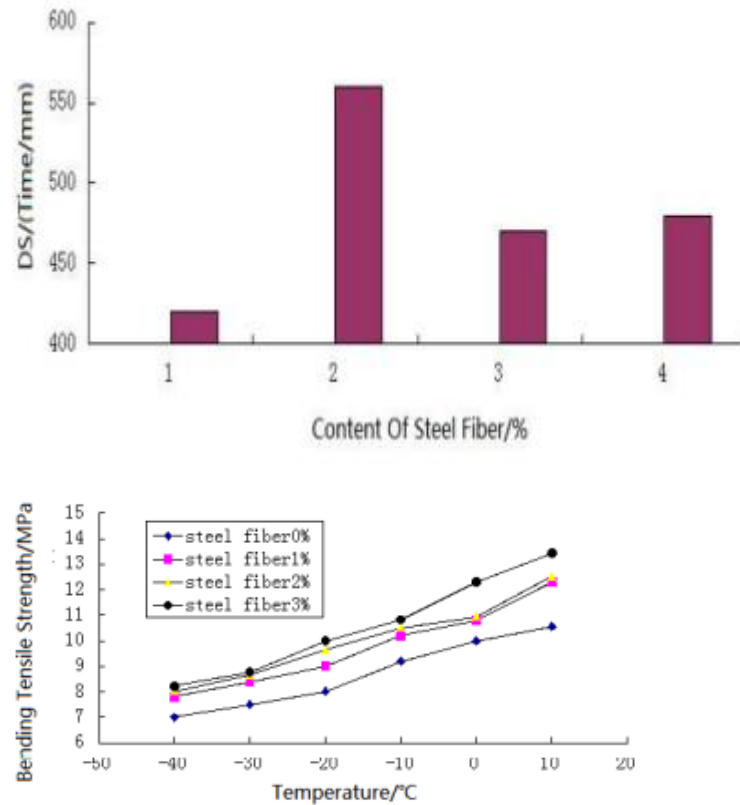 600
550
500
450
400
DS/(Time/mm)
1 2 3 4
Content Of Steel Fiber/%
15
14
13
12
11
10
9
8
7
6
Bending Tensile Strength/MPa
steel fiber0%
steel fiber1%
steel fiber2%
steel fiber3%
-50 -40 -30 -20 -10 0 10 20
Temperature/℃